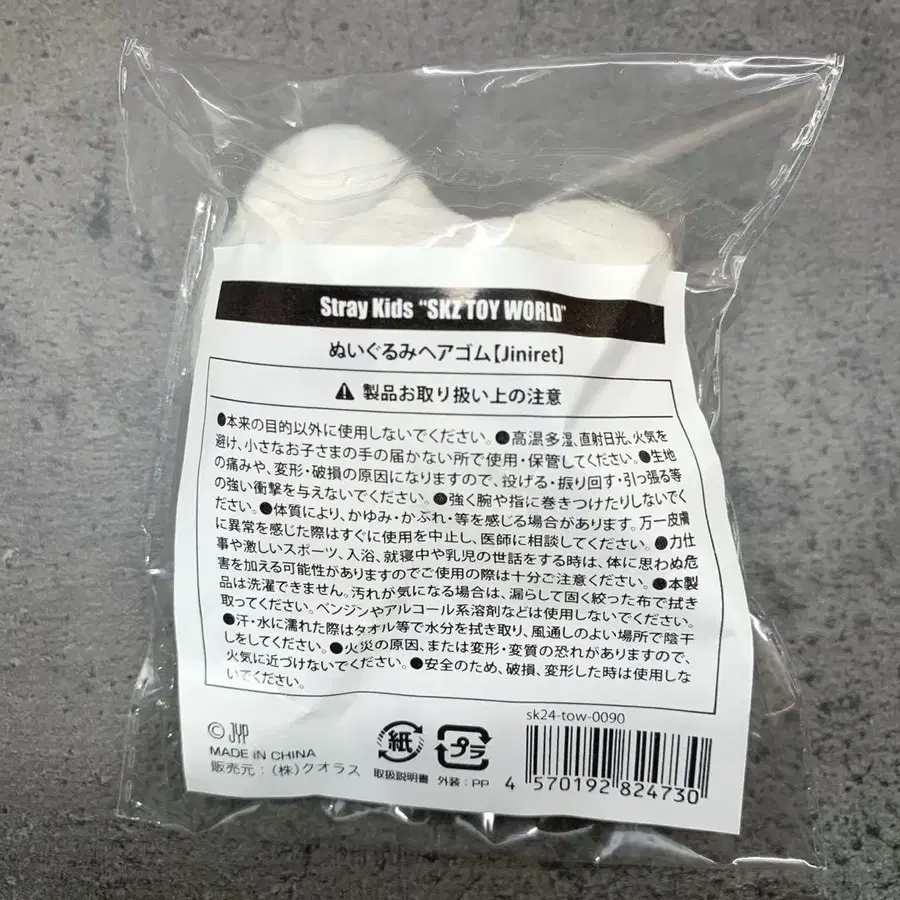 Stray Kids “SKZ TOY WORLD”
ぬいぐるみヘアゴム【Jiniret】
製品お取り扱い上の注意
●本来の目的以外に使用しないでください。●高温多湿、直射日光、火気を
避け、小さなお子さまの手の届かない所で使用・保管してください。●生地
の痛みや、変形・破損の原因になりますので、投げる・振り回す・引っ張る等
の強い衝撃を与えないでください。●強く腕や指に巻きつけたりしないでく
ださい。●体質により、かゆみ・かぶれ・等を感じる場合があります。万一皮膚
に異常を感じた際はすぐに使用を中止し、医師に相談してください。●力仕
事や激しいスポーツ、入浴、就寝中や乳児の世話をする時は、体に思わぬ危
害を加える可能性がありますのでご使用の際は十分ご注意ください。●本製
品は洗濯できません。汚れが気になる場合は、濡らして固く絞った布で拭き
取ってください。ベンジンやアルコール系溶剤などは使用しないでください。
●汗・水に濡れた際はタオル等で水分を拭き取り、風通しのよい場所で陰干
しをしてください。●火災の原因、または変形・変質の恐れがありますので、
火気に近づけないでください。●安全のため、破損、変形した時は使用しな
いでください。
sk24-tow-0090
© JYP
MADE IN CHINA
販売元：（株）クオラス
紙
取扱説明書
プラ
外装：PP
4 570192 824730